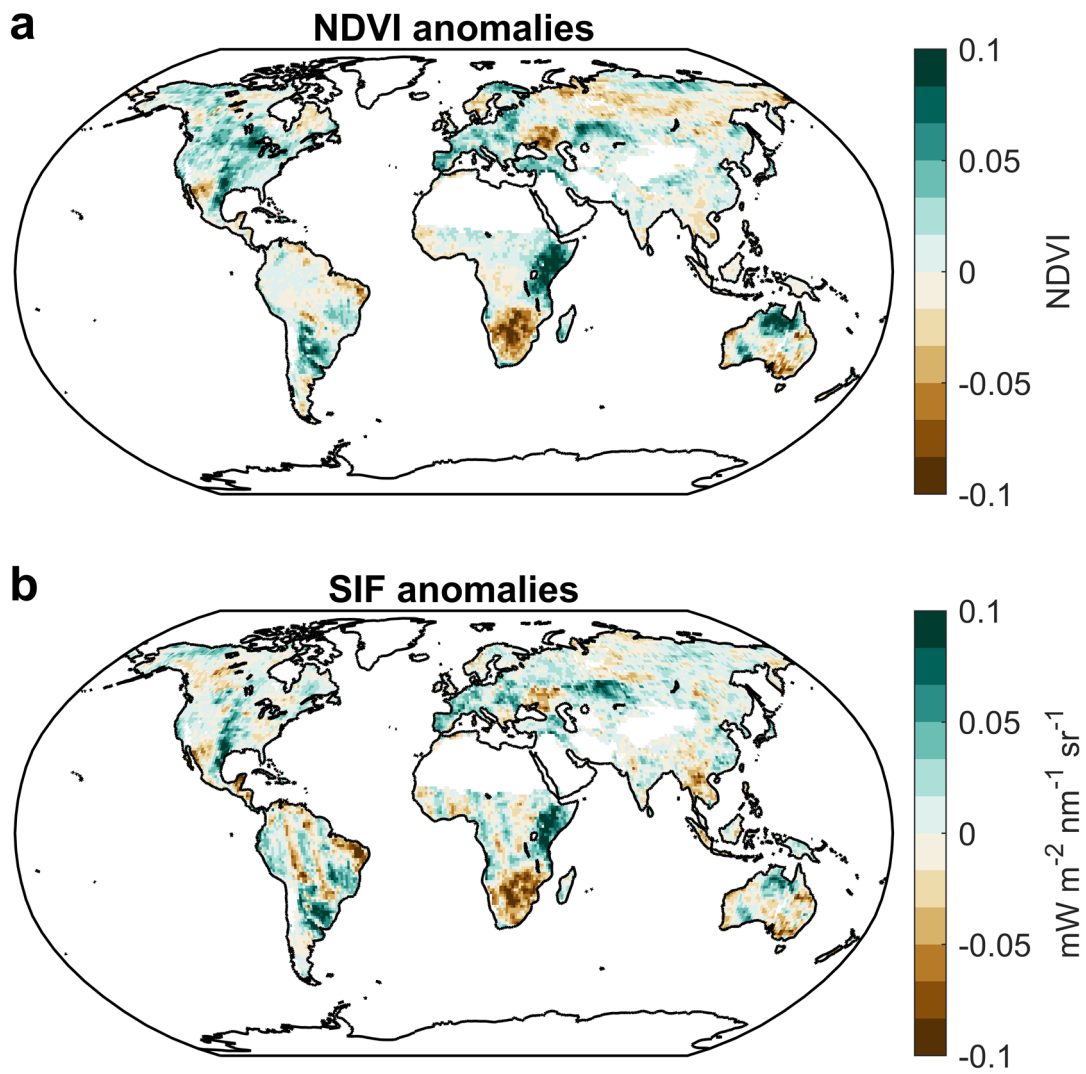 a
NDVI anomalies
0.1
0.05
0
-0.05
-0.1
NDVI
b
SIF anomalies
0.1
0.05
0
-0.05
-0.1
mW m⁻² nm⁻¹ sr⁻¹